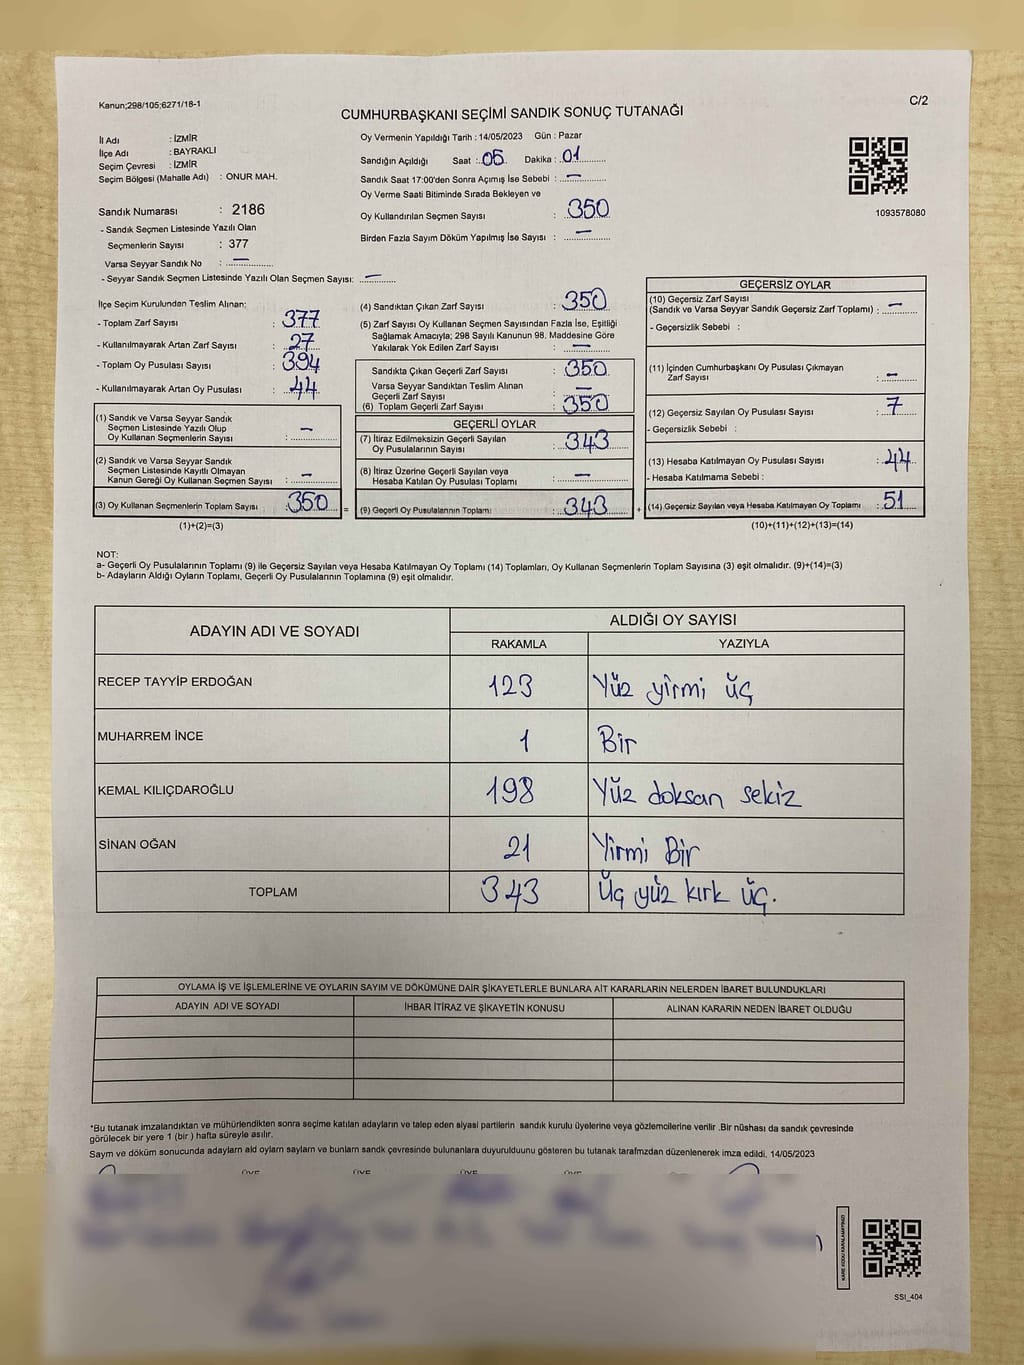 Kanun;298/105;6271/18-1
C/2
CUMHURBAŞKANI SEÇİMİ SANDIK SONUÇ TUTANAĞI
İl Adı : İZMİR
İlçe Adı : BAYRAKLI
Seçim Çevresi : İZMİR
Seçim Bölgesi (Mahalle Adı) : ONUR MAH.
Sandık Numarası : 2186
- Sandık Seçmen Listesinde Yazılı Olan
Seçmenlerin Sayısı : 377
Varsa Seyyar Sandık No : —
- Seyyar Sandık Seçmen Listesinde Yazılı Olan Seçmen Sayısı: —
Oy Vermenin Yapıldığı Tarih : 14/05/2023 Gün : Pazar
Sandığın Açıldığı Saat : 05 Dakika : 01
Sandık Saat 17:00'den Sonra Açımış İse Sebebi : —
Oy Verme Saati Bitiminde Sırada Bekleyen ve
Oy Kullandırılan Seçmen Sayısı : 350
Birden Fazla Sayım Döküm Yapılmış İse Sayısı : —
1093578080
İlçe Seçim Kurulundan Teslim Alınan:
- Toplam Zarf Sayısı : 377
- Kullanılmayarak Artan Zarf Sayısı : 27
- Toplam Oy Pusulası Sayısı : 394
- Kullanılmayarak Artan Oy Pusulası : 44
(1) Sandık ve Varsa Seyyar Sandık
Seçmen Listesinde Yazılı Olup
Oy Kullanan Seçmenlerin Sayısı : —
(2) Sandık ve Varsa Seyyar Sandık
Seçmen Listesinde Kayıtlı Olmayan
Kanun Gereği Oy Kullanan Seçmen Sayısı : —
(3) Oy Kullanan Seçmenlerin Toplam Sayısı : 350
(1)+(2)=(3)
(4) Sandıktan Çıkan Zarf Sayısı : 350
(5) Zarf Sayısı Oy Kullanan Seçmen Sayısından Fazla İse, Eşitliği
Sağlamak Amacıyla; 298 Sayılı Kanunun 98. Maddesine Göre
Yakılarak Yok Edilen Zarf Sayısı : —
Sandıkta Çıkan Geçerli Zarf Sayısı : 350
Varsa Seyyar Sandıktan Teslim Alınan
Geçerli Zarf Sayısı : —
(6) Toplam Geçerli Zarf Sayısı : 350
GEÇERLİ OYLAR
(7) İtiraz Edilmeksizin Geçerli Sayılan
Oy Pusulalarının Sayısı : 343
(8) İtiraz Üzerine Geçerli Sayılan veya
Hesaba Katılan Oy Pusulası Toplamı : —
= (9) Geçerli Oy Pusulalarının Toplamı : 343 +
GEÇERSİZ OYLAR
(10) Geçersiz Zarf Sayısı
(Sandık ve Varsa Seyyar Sandık Geçersiz Zarf Toplamı) : —
- Geçersizlik Sebebi :
(11) İçinden Cumhurbaşkanı Oy Pusulası Çıkmayan
Zarf Sayısı : —
(12) Geçersiz Sayılan Oy Pusulası Sayısı : 7
- Geçersizlik Sebebi :
(13) Hesaba Katılmayan Oy Pusulası Sayısı : 44
- Hesaba Katılmama Sebebi :
(14) Geçersiz Sayılan veya Hesaba Katılmayan Oy Toplamı : 51
(10)+(11)+(12)+(13)=(14)
NOT:
a- Geçerli Oy Pusulalarının Toplamı (9) ile Geçersiz Sayılan veya Hesaba Katılmayan Oy Toplamı (14) Toplamları, Oy Kullanan Seçmenlerin Toplam Sayısına (3) eşit olmalıdır. (9)+(14)=(3)
b- Adayların Aldığı Oyların Toplamı, Geçerli Oy Pusulalarının Toplamına (9) eşit olmalıdır.
ADAYIN ADI VE SOYADI ALDIĞI OY SAYISI
RAKAMLA YAZIYLA
RECEP TAYYİP ERDOĞAN 123 Yüz yirmi üç
MUHARREM İNCE 1 Bir
KEMAL KILIÇDAROĞLU 198 Yüz doksan sekiz
SİNAN OĞAN 21 Yirmi Bir
TOPLAM 343 Üç yüz kırk üç.
OYLAMA İŞ VE İŞLEMLERİNE VE OYLARIN SAYIM VE DÖKÜMÜNE DAİR ŞİKAYETLERLE BUNLARA AİT KARARLARIN NELERDEN İBARET BULUNDUKLARI
ADAYIN ADI VE SOYADI İHBAR İTİRAZ VE ŞİKAYETİN KONUSU ALINAN KARARIN NEDEN İBARET OLDUĞU
*Bu tutanak imzalandıktan ve mühürlendikten sonra seçime katılan adayların ve talep eden siyasi partilerin sandık kurulu üyelerine veya gözlemcilerine verilir .Bir nüshası da sandık çevresinde
görülecek bir yere 1 (bir ) hafta süreyle asılır.
Sayım ve döküm sonucunda adayların ald oyların sayların ve bunların sandık çevresinde bulunanlara duyurulduunu gösteren bu tutanak tarafmzdan düzenlenerek imza edildi. 14/05/2023
ÜYE ÜYE ÜYE ÜYE
KARE KODU KARALAMAYINIZ!
SSI_404